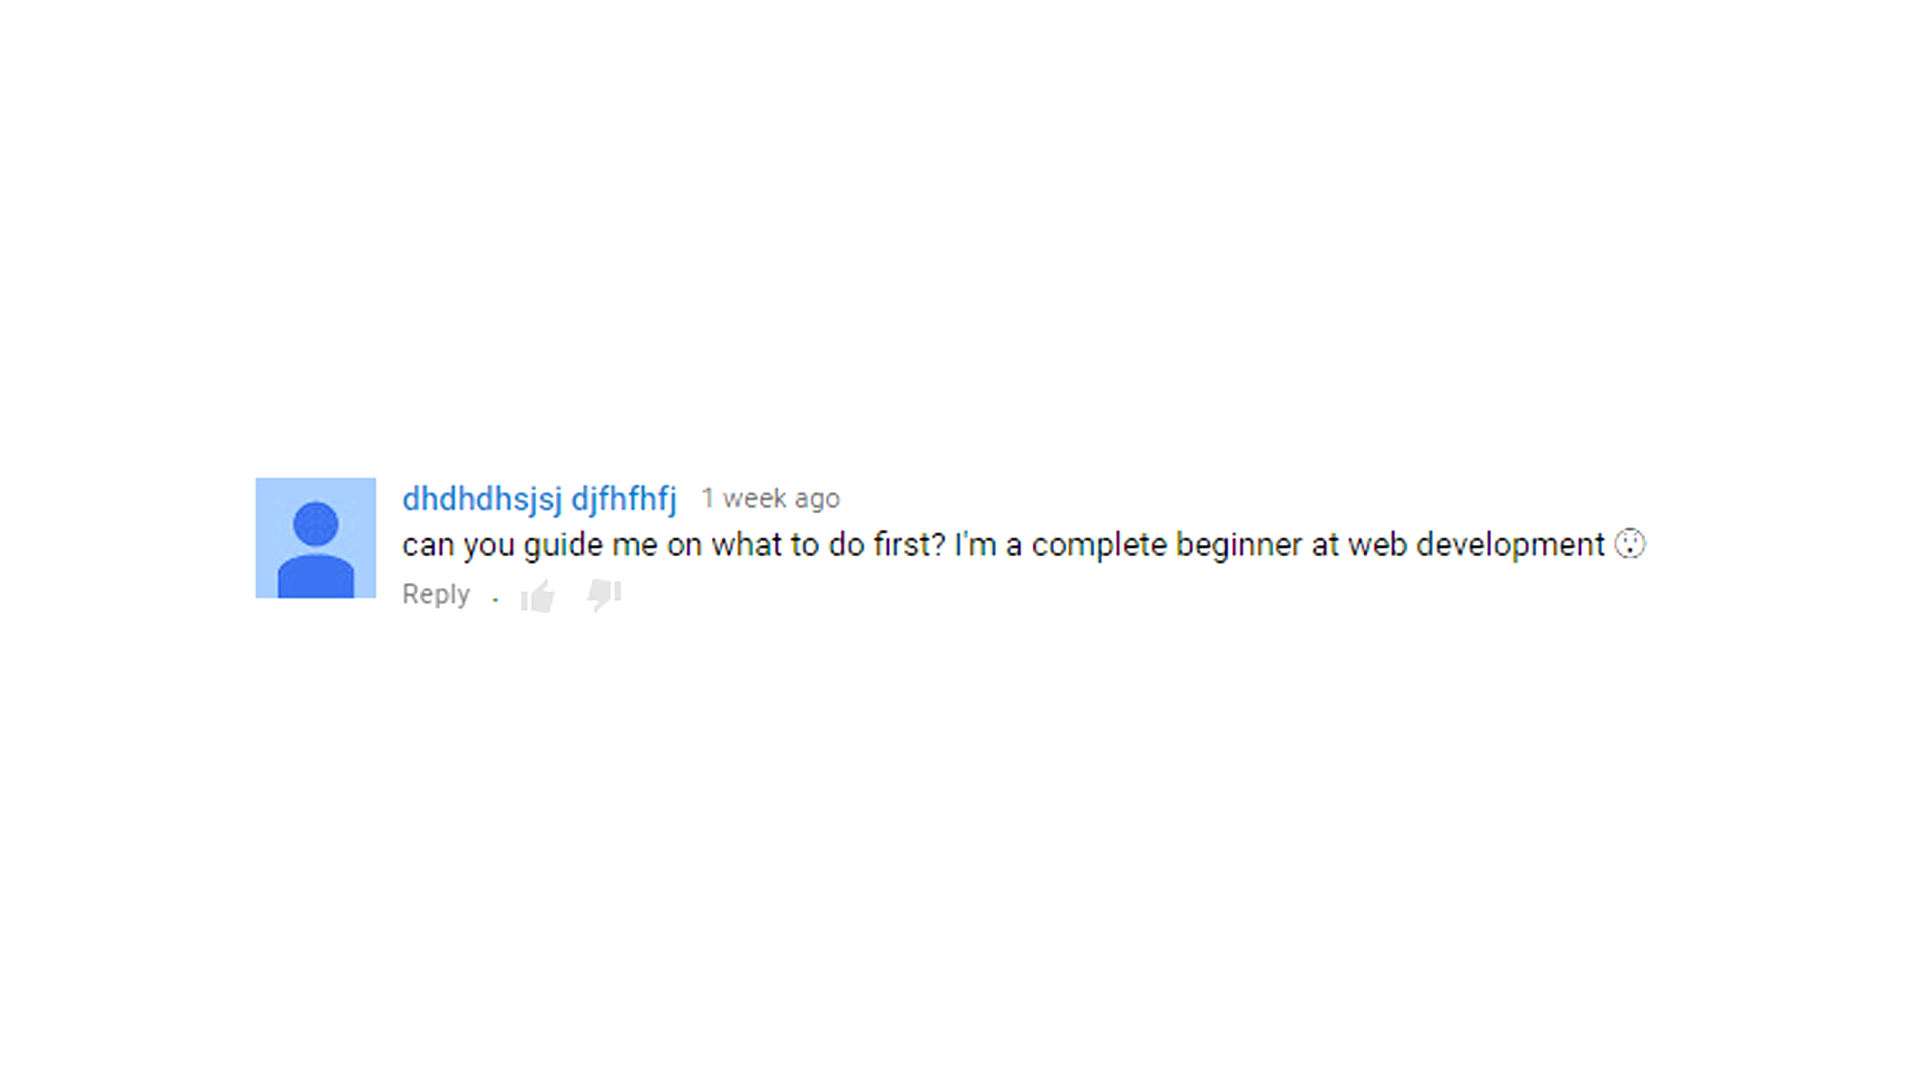 dhdhdhsjsj djfhfhfj 1 week ago
can you guide me on what to do first? I'm a complete beginner at web development 😯
Reply .